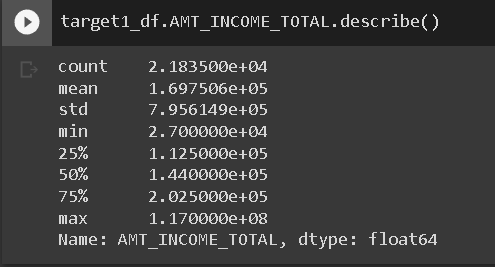 target1_df.AMT_INCOME_TOTAL.describe()
count 2.183500e+04
mean 1.697506e+05
std 7.956149e+05
min 2.700000e+04
25% 1.125000e+05
50% 1.440000e+05
75% 2.025000e+05
max 1.170000e+08
Name: AMT_INCOME_TOTAL, dtype: float64